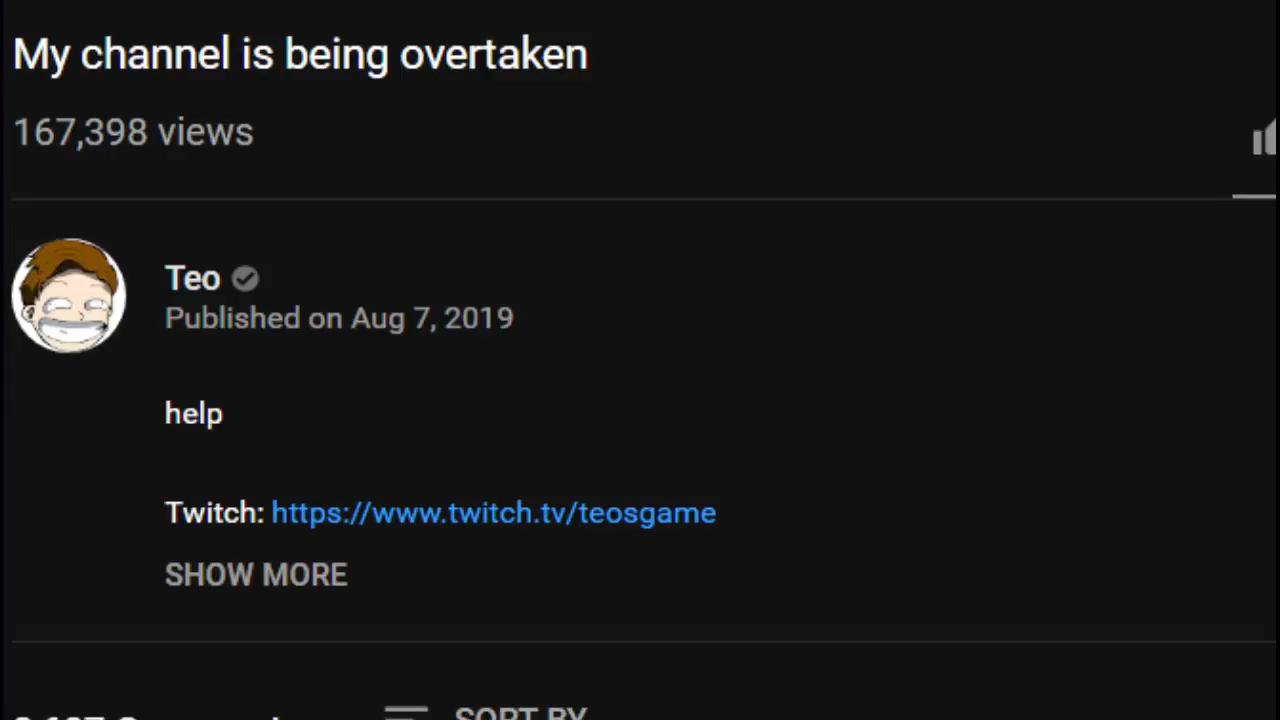 My channel is being overtaken
167,398 views
Teo
Published on Aug 7, 2019
help
Twitch: https://www.twitch.tv/teosgame
SHOW MORE
SORT BY